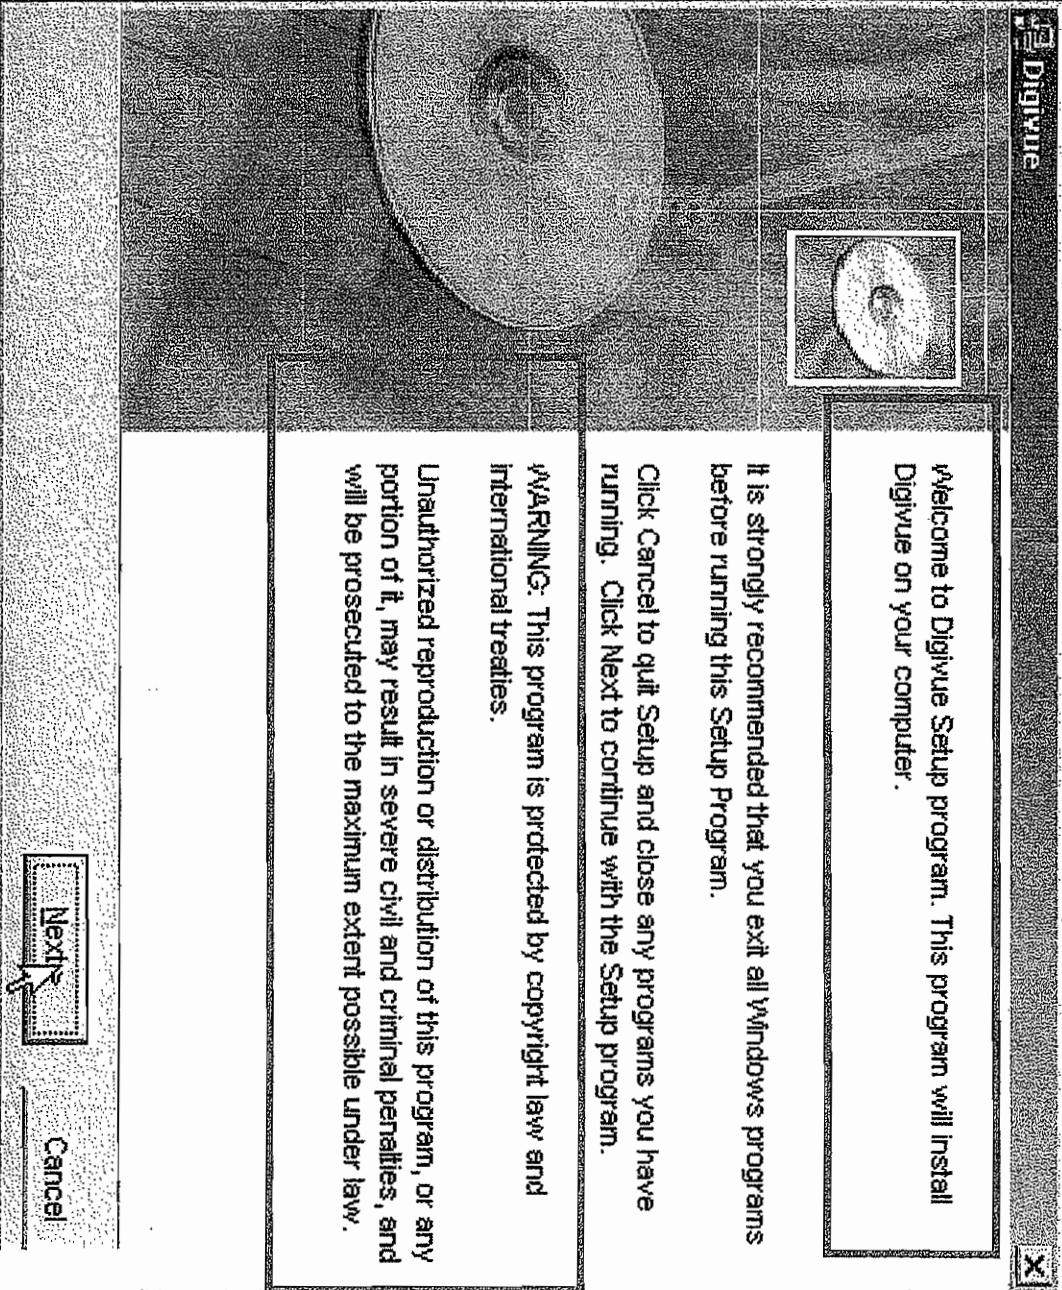 Digivue
Welcome to Digivue Setup program. This program will install
Digivue on your computer.
It is strongly recommended that you exit all Windows programs
before running this Setup Program.
Click Cancel to quit Setup and close any programs you have
running. Click Next to continue with the Setup program.
WARNING: This program is protected by copyright law and
international treaties.
Unauthorized reproduction or distribution of this program, or any
portion of it, may result in severe civil and criminal penalties, and
will be prosecuted to the maximum extent possible under law.
Next>
Cancel